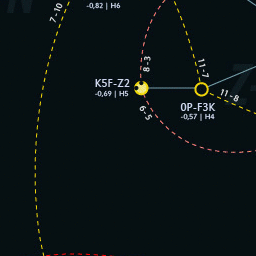 -0,82 | H6
7-10
8-3
11-7
K5F-Z2
-0,69 | H5
11-8
0P-F3K
-0,57 | H4
6-5